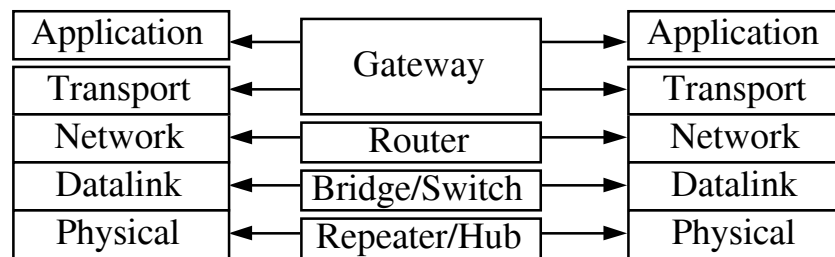 Application
Gateway
Application
Transport
Transport
Network
Router
Network
Datalink
Bridge/Switch
Datalink
Physical
Repeater/Hub
Physical